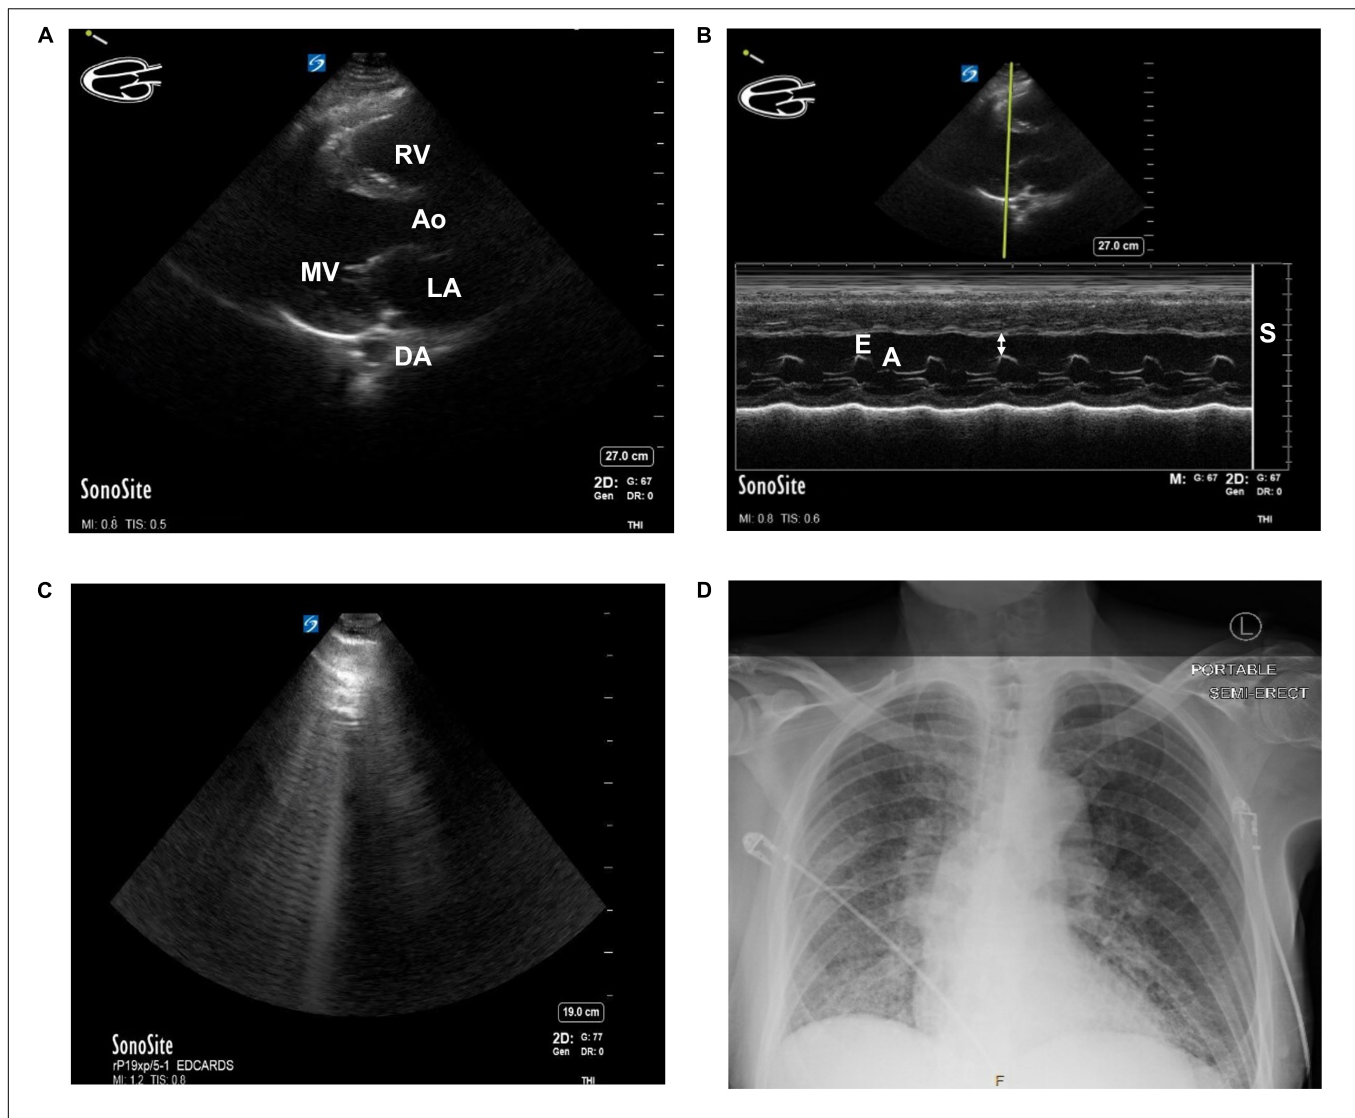 A
RV
Ao
MV
LA
DA
27.0 cm
2D: G: 67
Gen DR: 0
SonoSite
MI: 0.8 TIS: 0.5
THI
B
27.0 cm
E
A
S
M: G: 67 2D: G: 67
Gen DR: 0
SonoSite
MI: 0.8 TIS: 0.6
THI
C
19.0 cm
2D: G: 77
Gen DR: 0
SonoSite
rP19xp/5-1 EDCARDS
MI: 1.2 TIS: 0.8
THI
D
L
PORTABLE
SEMI-ERECT
F